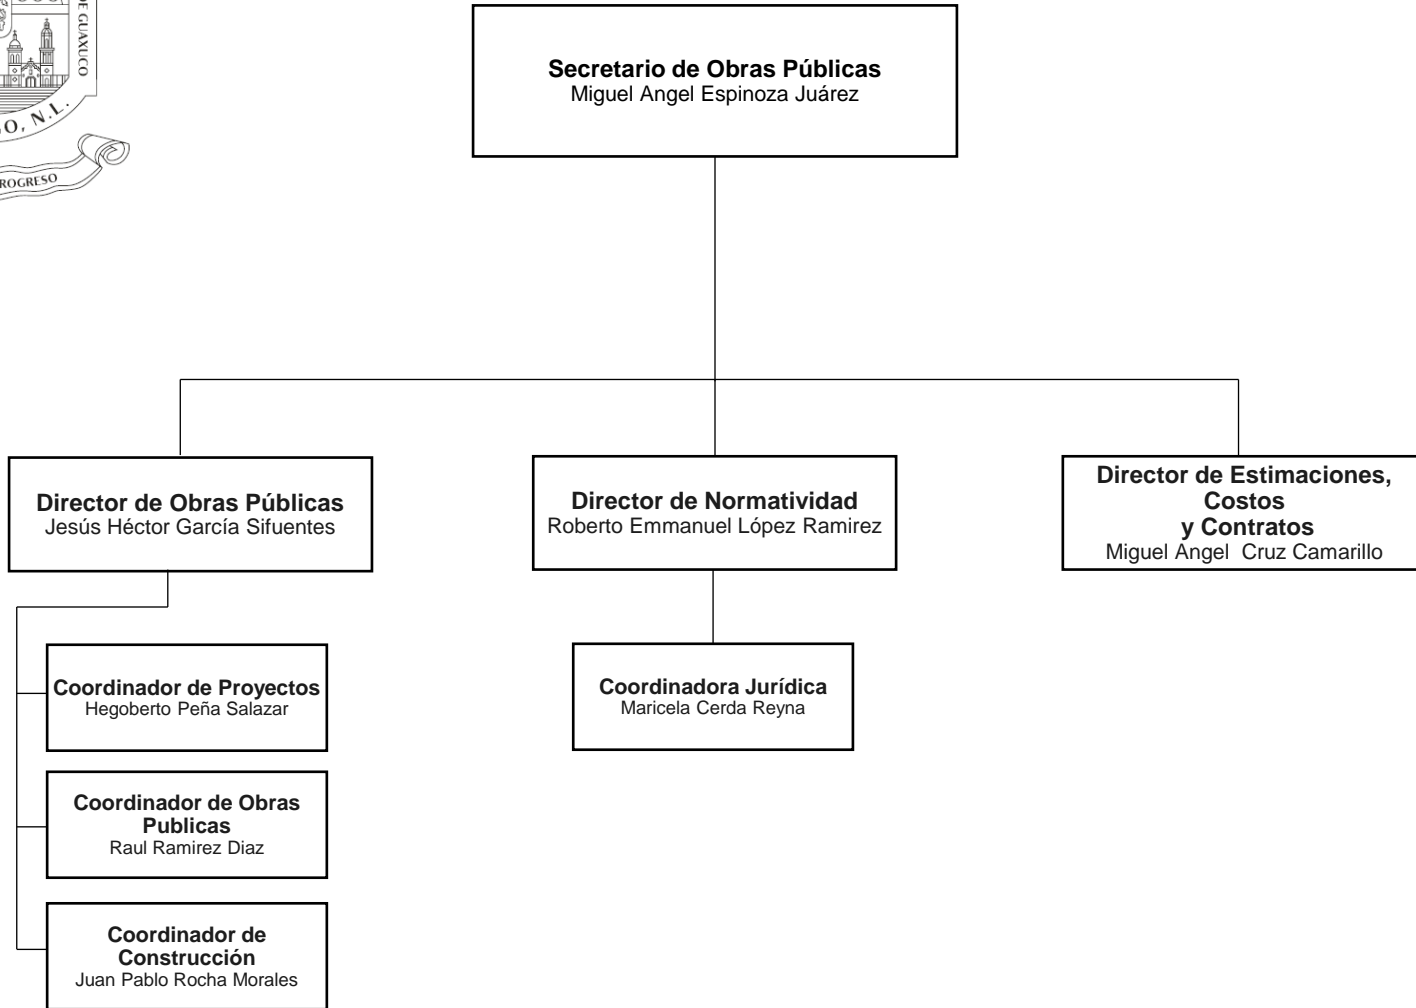 DE GUAXUCO
O, N.L.
ROGRESO
Secretario de Obras Públicas
Miguel Angel Espinoza Juárez
Director de Obras Públicas
Jesús Héctor García Sifuentes
Director de Normatividad
Roberto Emmanuel López Ramirez
Director de Estimaciones,
Costos
y Contratos
Miguel Angel  Cruz Camarillo
Coordinador de Proyectos
Hegoberto Peña Salazar
Coordinadora Jurídica
Maricela Cerda Reyna
Coordinador de Obras
Publicas
Raul Ramirez Diaz
Coordinador de
Construcción
Juan Pablo Rocha Morales